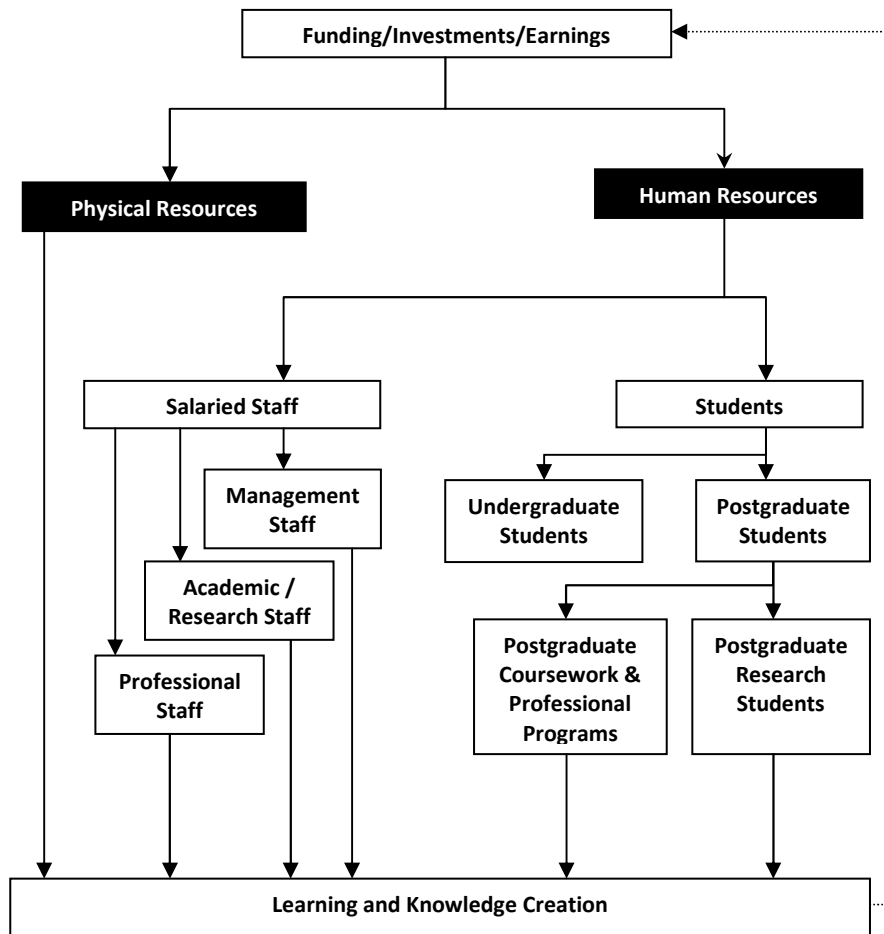 Funding/Investments/Earnings
Physical Resources
Human Resources
Salaried Staff
Students
Management
Staff
Undergraduate
Students
Postgraduate
Students
Academic /
Research Staff
Professional
Staff
Postgraduate
Coursework &
Professional
Programs
Postgraduate
Research
Students
Learning and Knowledge Creation